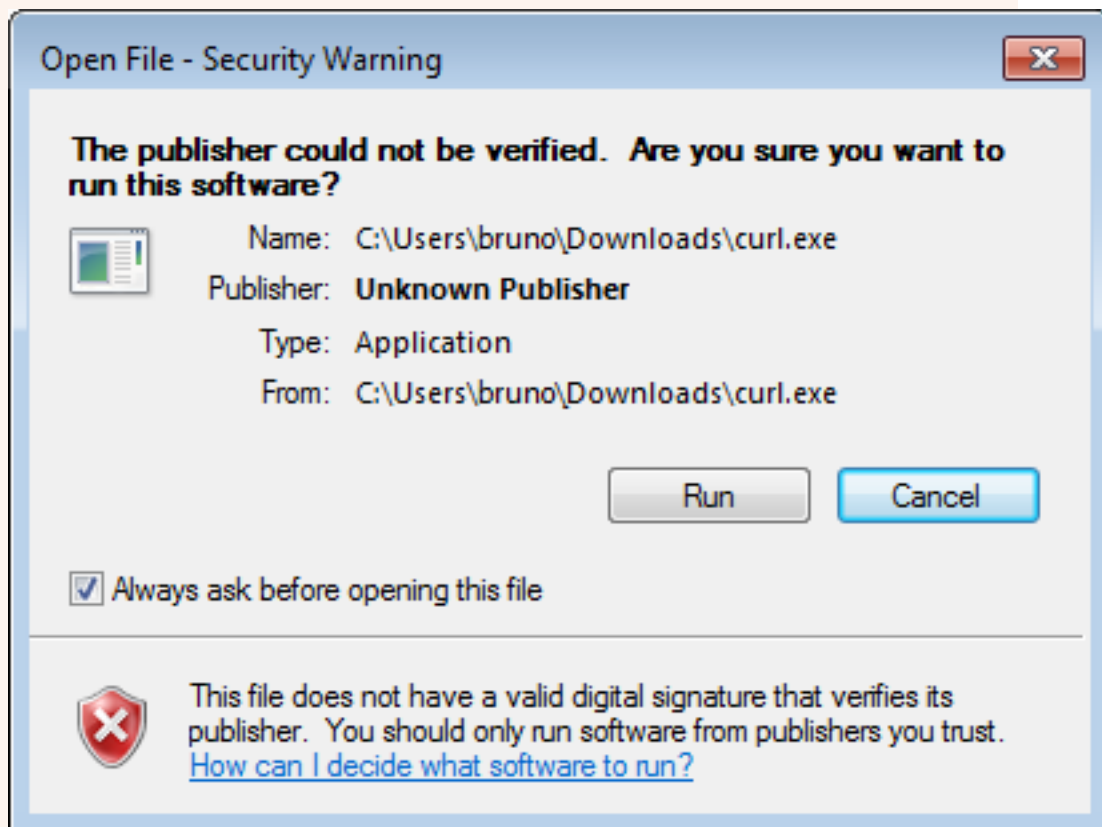 Open File - Security Warning
The publisher could not be verified.  Are you sure you want to
run this software?
Name: C:\Users\bruno\Downloads\curl.exe
Publisher: Unknown Publisher
Type: Application
From: C:\Users\bruno\Downloads\curl.exe
Run Cancel
Always ask before opening this file
This file does not have a valid digital signature that verifies its
publisher.  You should only run software from publishers you trust.
How can I decide what software to run?